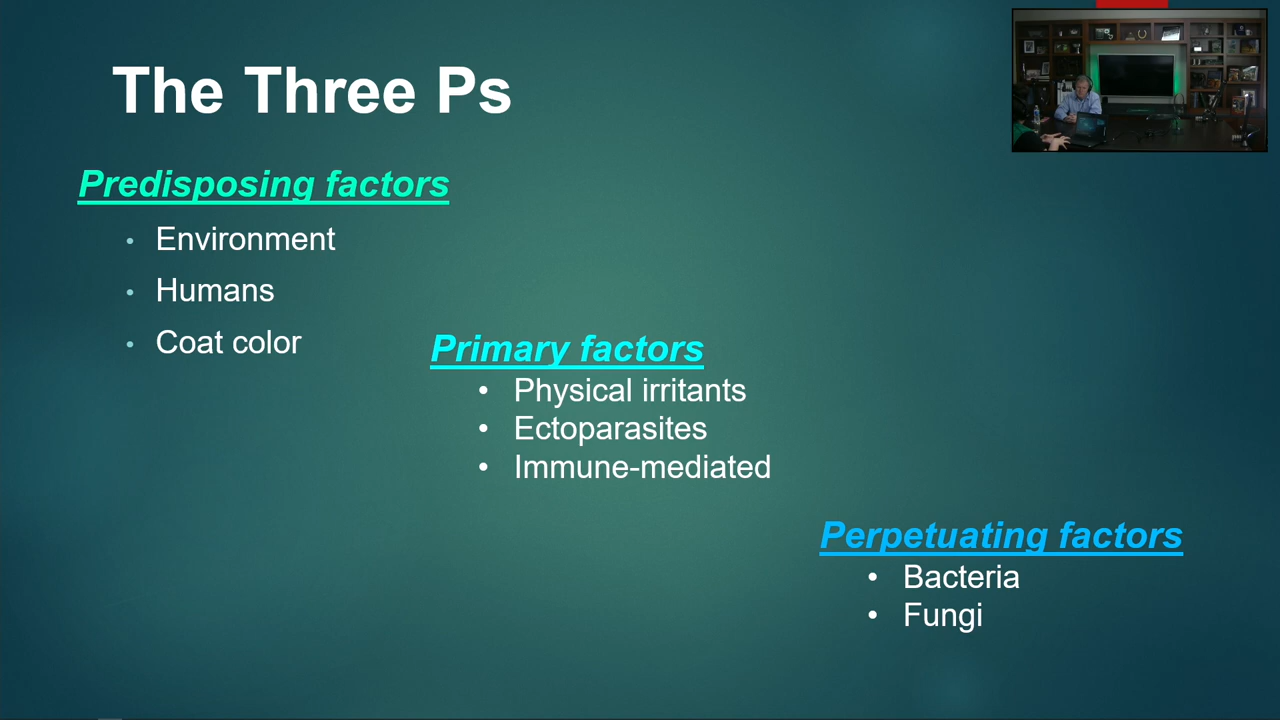 The Three Ps
Predisposing factors
• Environment
• Humans
• Coat color
Primary factors
• Physical irritants
• Ectoparasites
• Immune-mediated
Perpetuating factors
• Bacteria
• Fungi